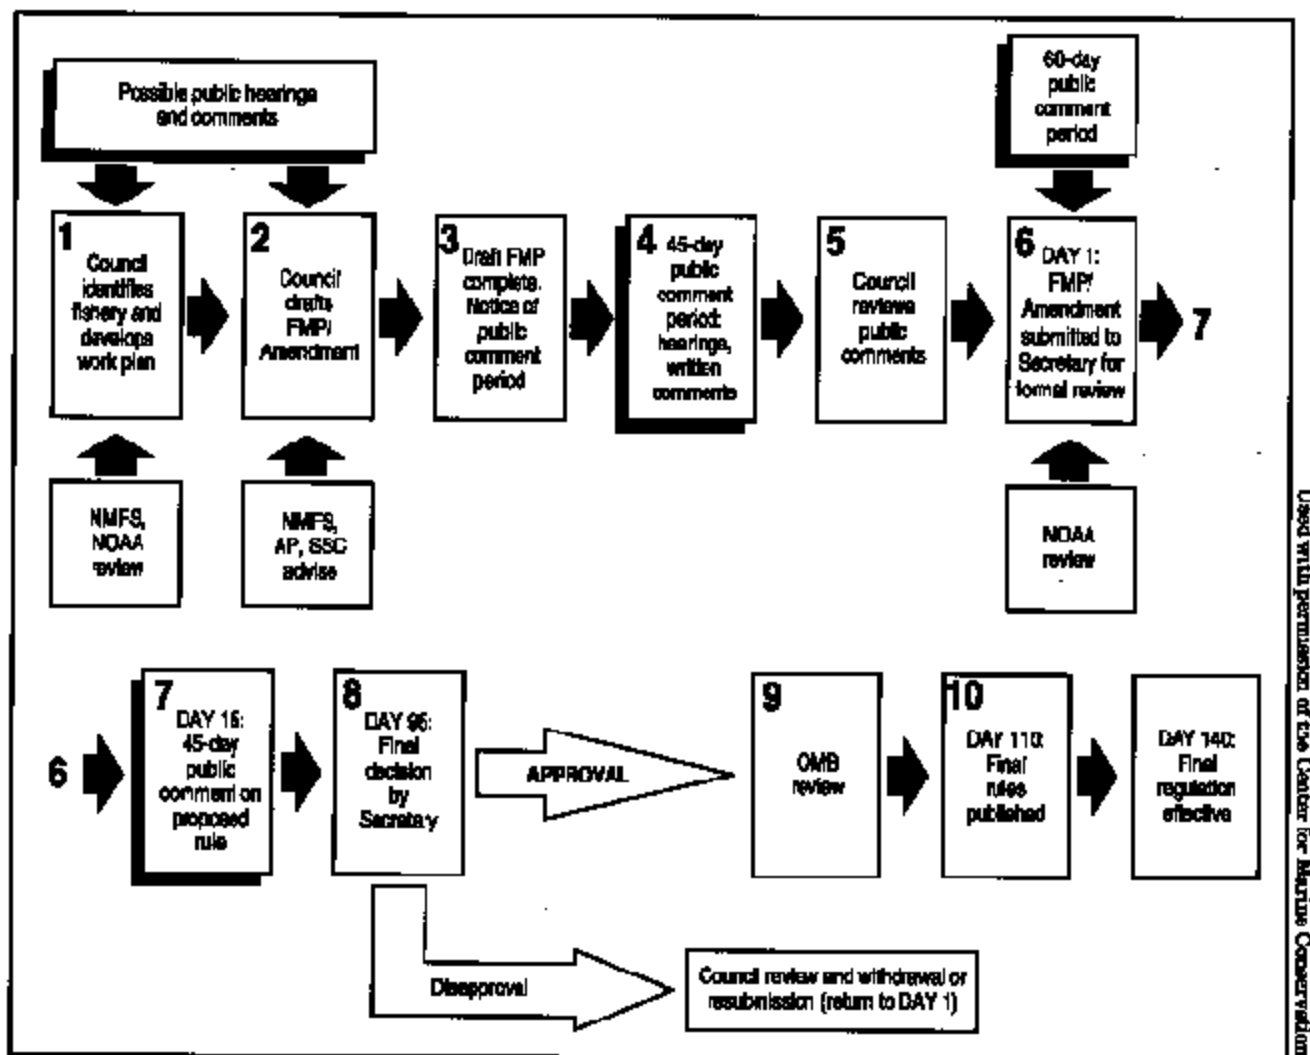 Possible public hearings
and comments
60-day
public
comment
period
1
Council
identifies
fishery and
develops
work plan
2
Council
drafts
FMP/
Amendment
3
Draft FMP
complete.
Notice of
public
comment
period
4
45-day
public
comment
period:
hearings,
written
comments
5
Council
reviews
public
comments
6
DAY 1:
FMP/
Amendment
submitted to
Secretary for
formal review
7
NMFS,
NOAA
review
NMFS,
AP, SSC
advise
NOAA
review
6
7
DAY 15:
45-day
public
comment on
proposed
rule
8
DAY 95:
Final
decision
by
Secretary
APPROVAL
9
OMB
review
10
DAY 110:
Final
rules
published
DAY 140:
Final
regulation
effective
Disapproval
Council review and withdrawal or
resubmission (return to DAY 1)
Used with permission of the Center for Marine Conservation